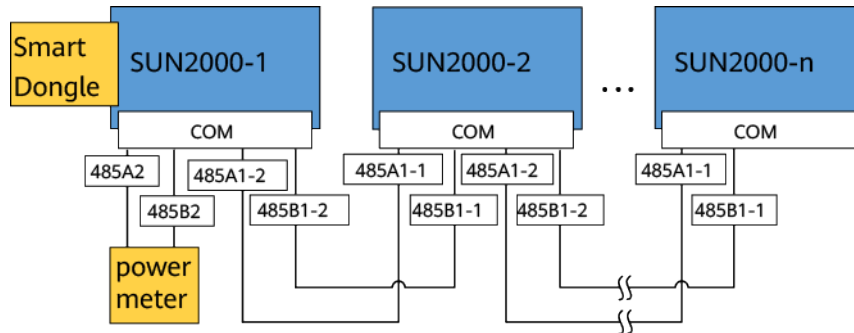 Smart
Dongle
SUN2000-1
SUN2000-2
...
SUN2000-n
COM
COM
COM
485A2
485A1-2
485A1-1
485A1-2
485A1-1
485B2
485B1-2
485B1-1
485B1-2
485B1-1
power
meter